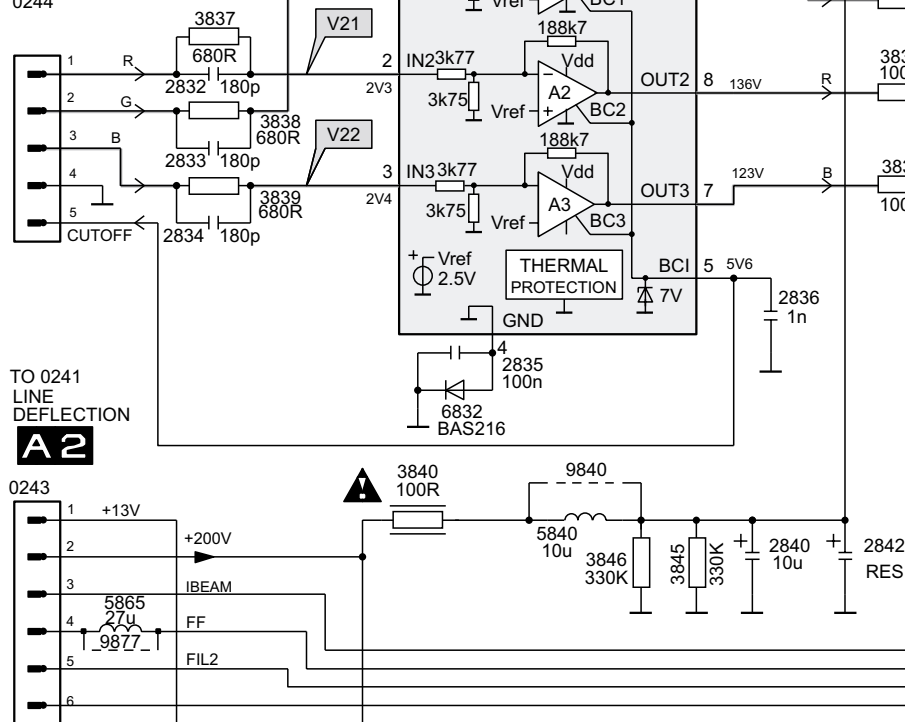 0244
Vref
BC1
3837
680R
V21
1
R
2832
180p
2
2V3
IN2
3k77
3k75
188k7
Vdd
A2
Vref
BC2
OUT2
8
136V
R
2
G
3838
680R
2833
180p
V22
3
B
3839
680R
2834
180p
4
5
CUTOFF
3
2V4
IN3
3k77
3k75
188k7
Vdd
A3
Vref
BC3
OUT3
7
123V
B
100
+
Vref
2.5V
THERMAL
PROTECTION
BCI
5
5V6
7V
2836
1n
GND
4
2835
100n
6832
BAS216
TO 0241
LINE
DEFLECTION
A 2
0243
1
+13V
2
+200V
3
IBEAM
5865
27u
4
FF
9877
5
FIL2
6
3840
100R
9840
5840
10u
3846
330K
3845
330K
+
2840
10u
+
2842
RES